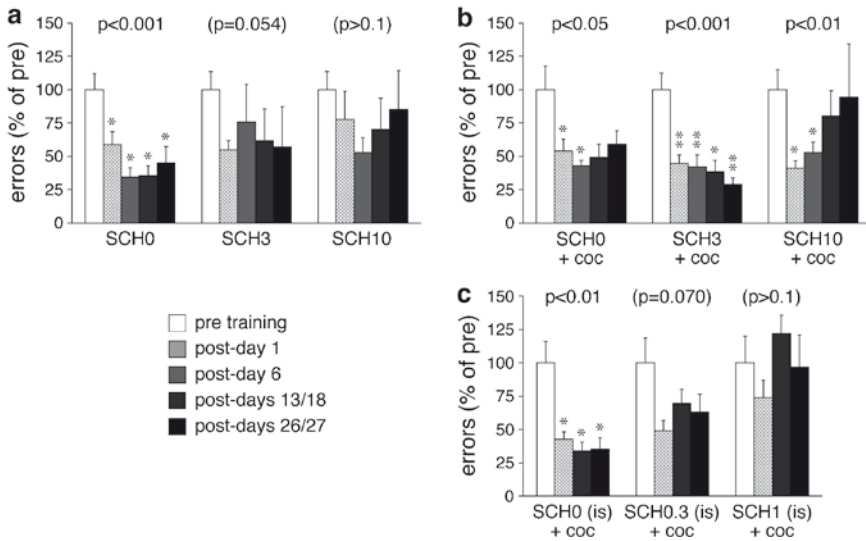 a
p<0.001 (p=0.054) (p>0.1)
errors (% of pre)
150
125
100
75
50
25
0
* * * *
SCH0 SCH3 SCH10
b
p<0.05 p<0.001 p<0.01
errors (% of pre)
150
125
100
75
50
25
0
* * ** ** * ** * *
SCH0 SCH3 SCH10
+ coc + coc + coc
pre training
post-day 1
post-day 6
post-days 13/18
post-days 26/27
c
p<0.01 (p=0.070) (p>0.1)
errors (% of pre)
150
125
100
75
50
25
0
* * *
SCH0 (is) SCH0.3 (is) SCH1 (is)
+ coc + coc + coc